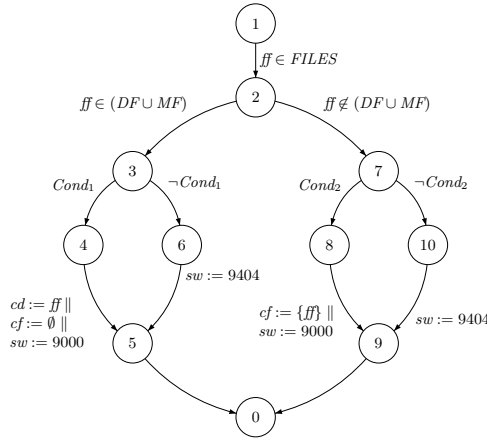 1
ff ∈ FILES
2
ff ∈ (DF ∪ MF)
ff ∉ (DF ∪ MF)
3
7
Cond₁
¬Cond₁
Cond₂
¬Cond₂
4
6
8
10
sw := 9404
cd := ff ||
cf := ∅ ||
sw := 9000
cf := {ff} ||
sw := 9000
sw := 9404
5
9
0